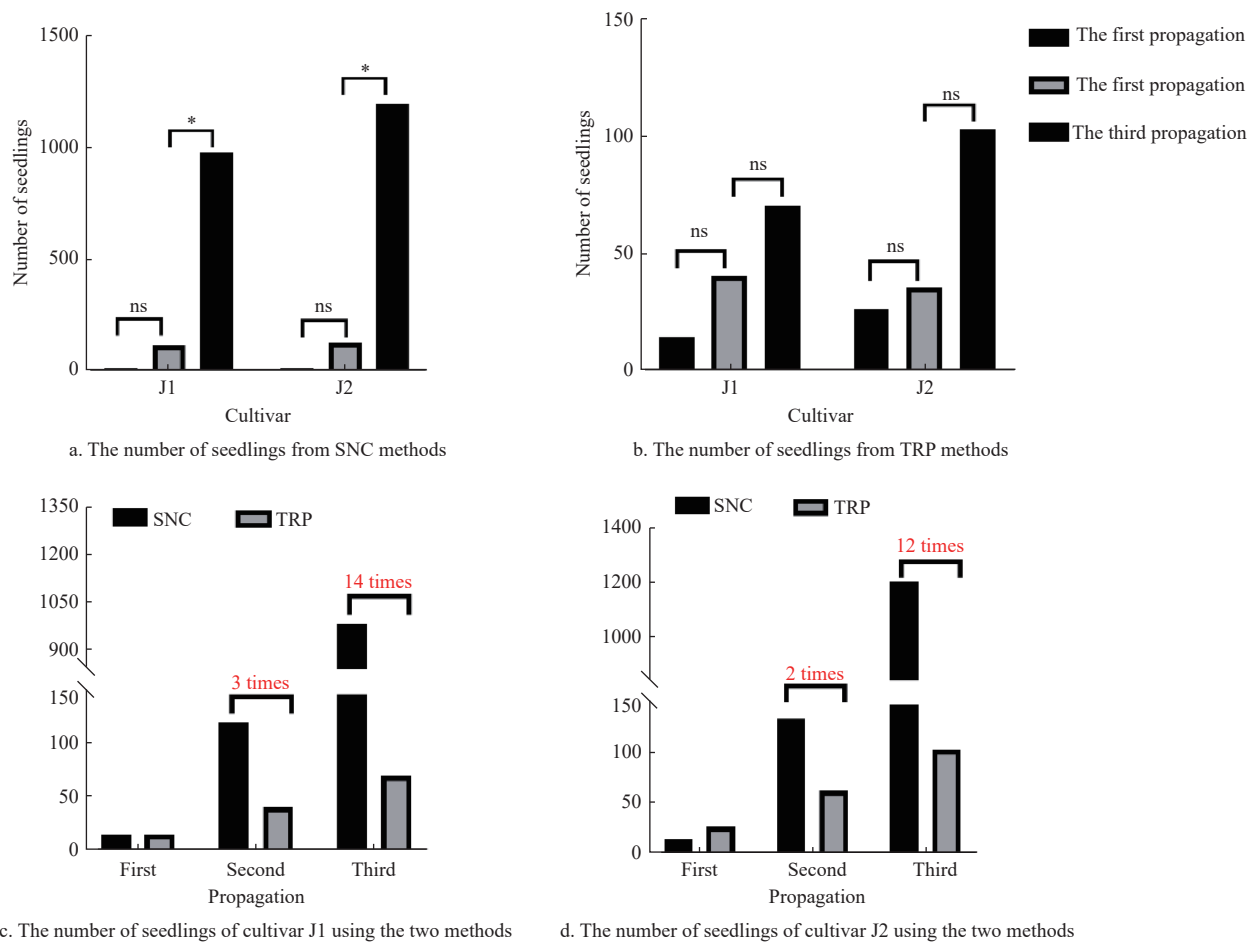 1500
1000
500
0
Number of seedlings
*
*
ns
ns
J1
J2
Cultivar
a. The number of seedlings from SNC methods
150
100
50
0
Number of seedlings
ns
ns
ns
ns
J1
J2
Cultivar
b. The number of seedlings from TRP methods
The first propagation
The first propagation
The third propagation
1350
1200
1050
900
150
100
50
0
Number of seedlings
SNC
TRP
14 times
3 times
First
Second
Third
Propagation
c. The number of seedlings of cultivar J1 using the two methods
1400
1200
1000
150
100
50
0
SNC
TRP
12 times
2 times
First
Second
Third
Propagation
d. The number of seedlings of cultivar J2 using the two methods